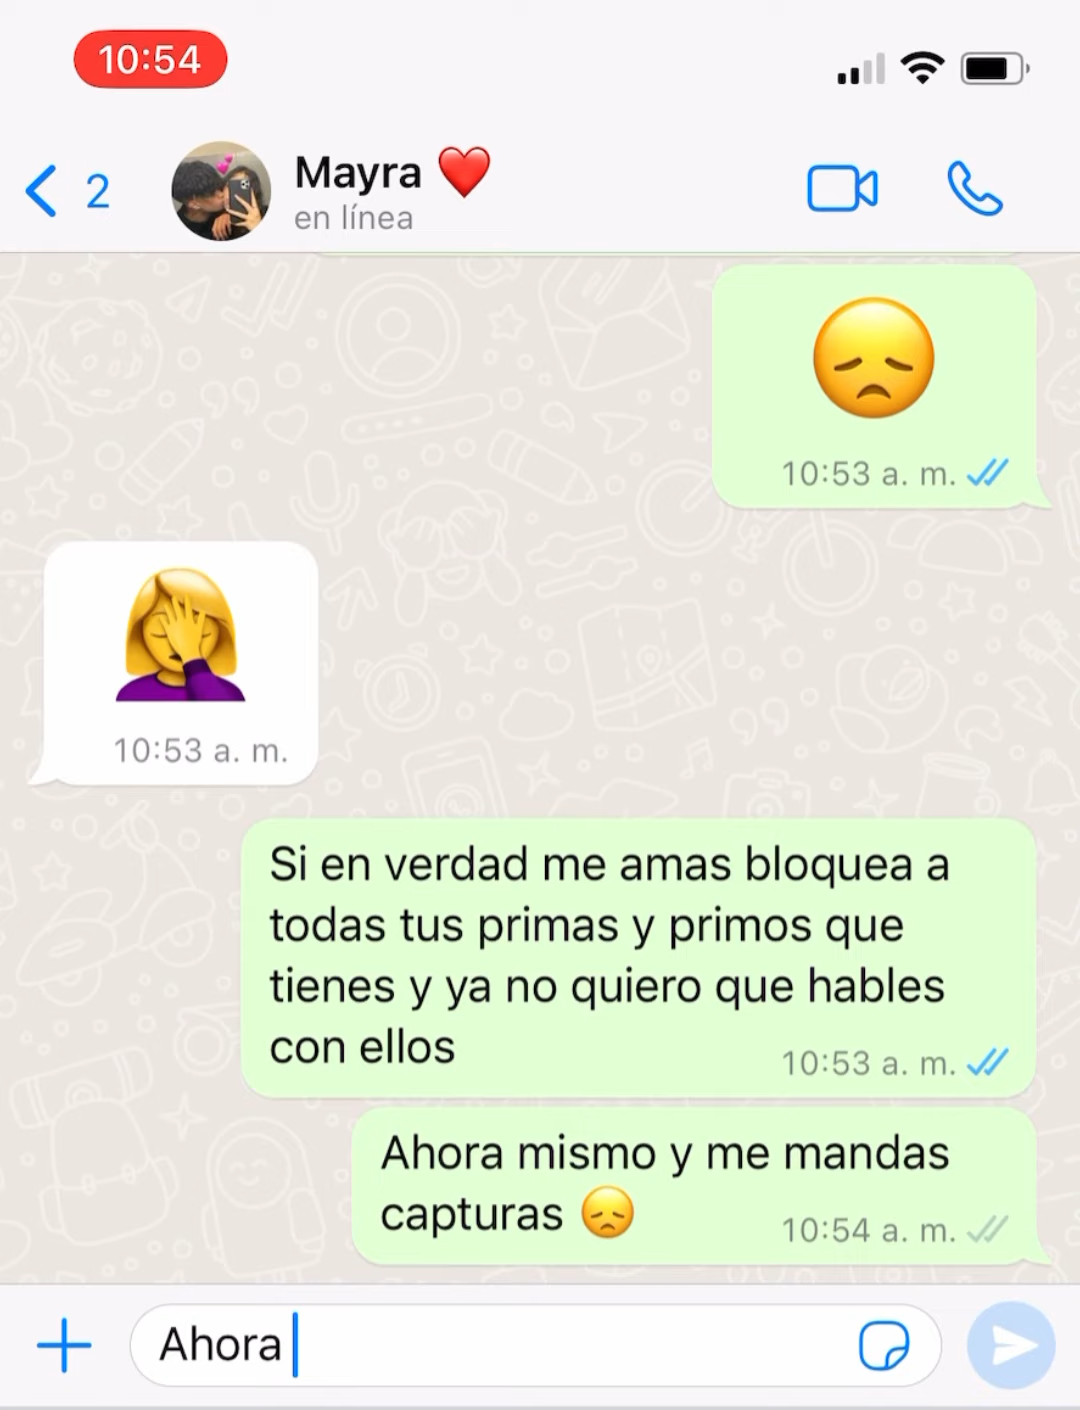 10:54
2
Mayra ❤️
en línea
😞
10:53 a. m.
🤦‍♀️
10:53 a. m.
Si en verdad me amas bloquea a
todas tus primas y primos que
tienes y ya no quiero que hables
con ellos
10:53 a. m.
Ahora mismo y me mandas
capturas 😞
10:54 a. m.
Ahora